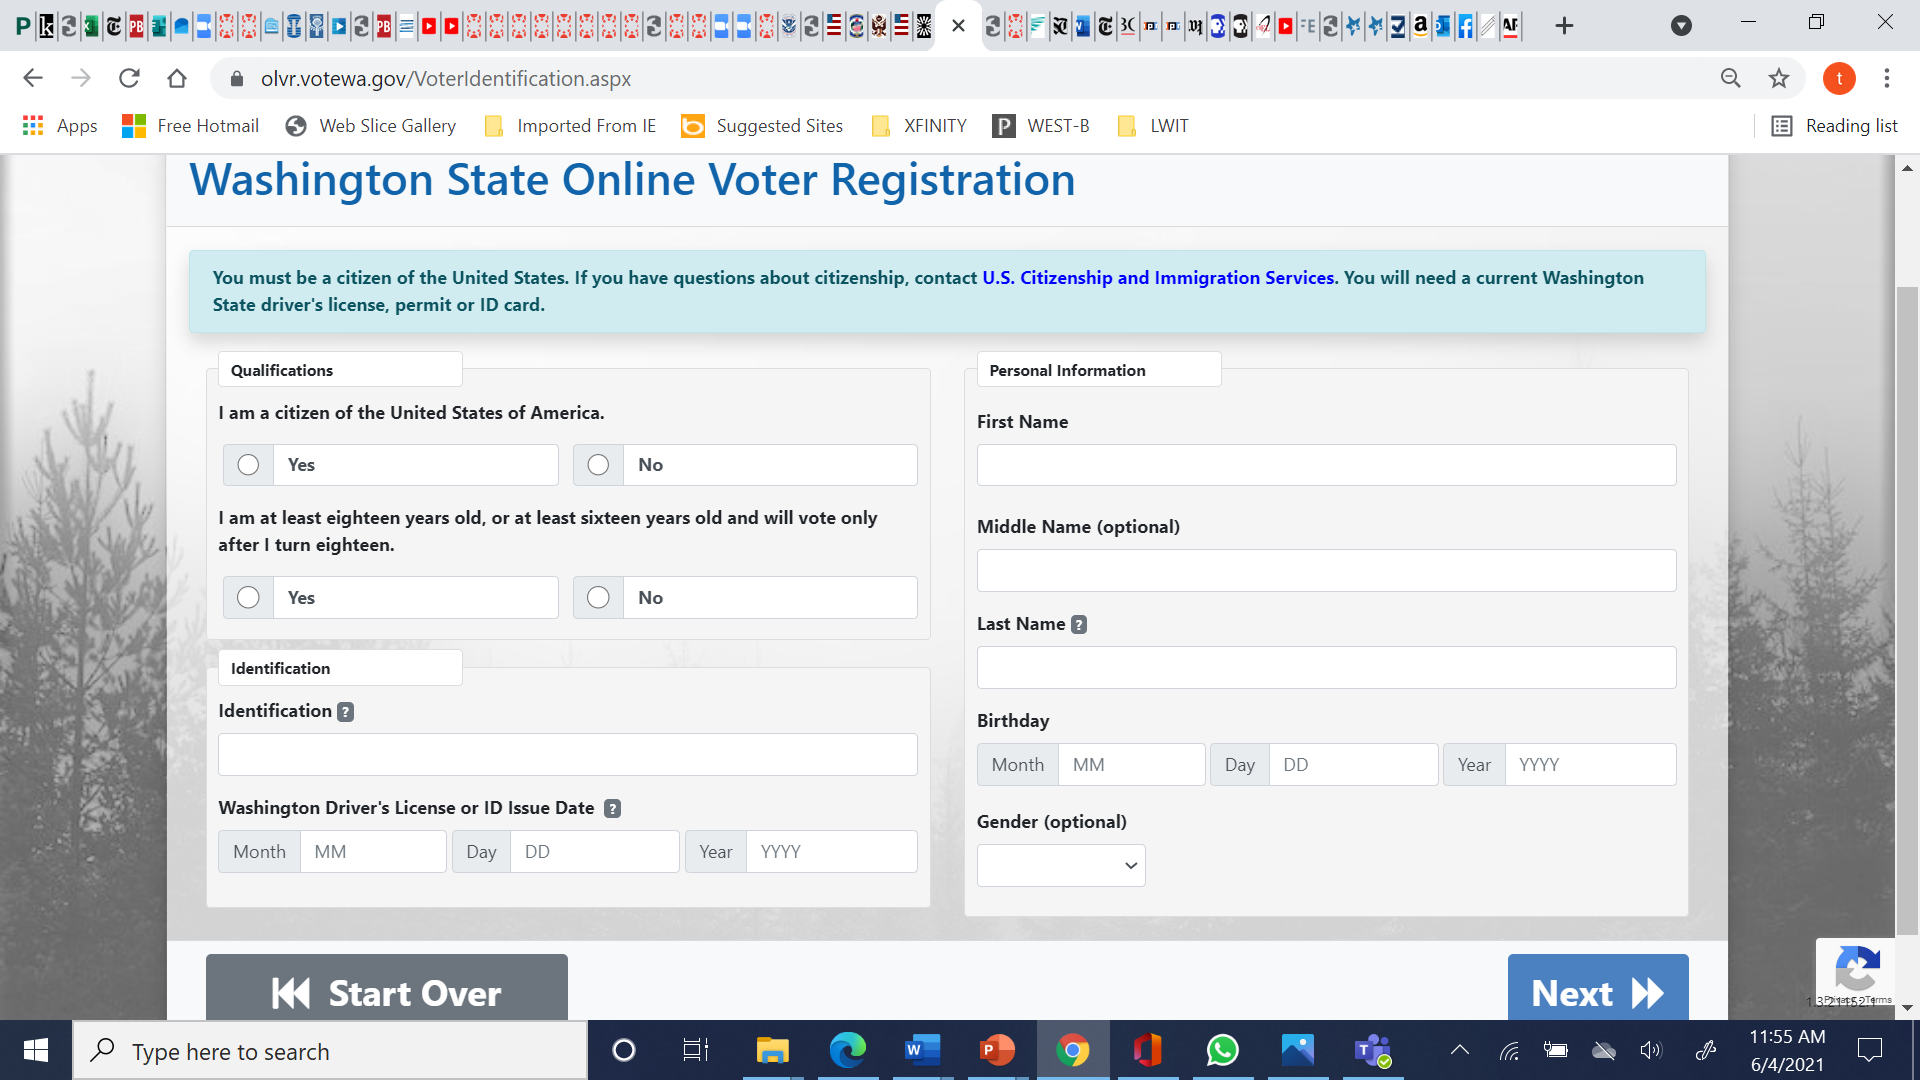 olvr.votewa.gov/VoterIdentification.aspx
t
Apps
Free Hotmail
Web Slice Gallery
Imported From IE
Suggested Sites
XFINITY
WEST-B
LWIT
Reading list
Washington State Online Voter Registration
You must be a citizen of the United States. If you have questions about citizenship, contact U.S. Citizenship and Immigration Services. You will need a current Washington
State driver's license, permit or ID card.
Qualifications
I am a citizen of the United States of America.
Yes
No
I am at least eighteen years old, or at least sixteen years old and will vote only
after I turn eighteen.
Yes
No
Identification
Identification ?
Washington Driver's License or ID Issue Date ?
Month MM Day DD Year YYYY
Personal Information
First Name
Middle Name (optional)
Last Name ?
Birthday
Month MM Day DD Year YYYY
Gender (optional)
Start Over
Next
Type here to search
11:55 AM
6/4/2021